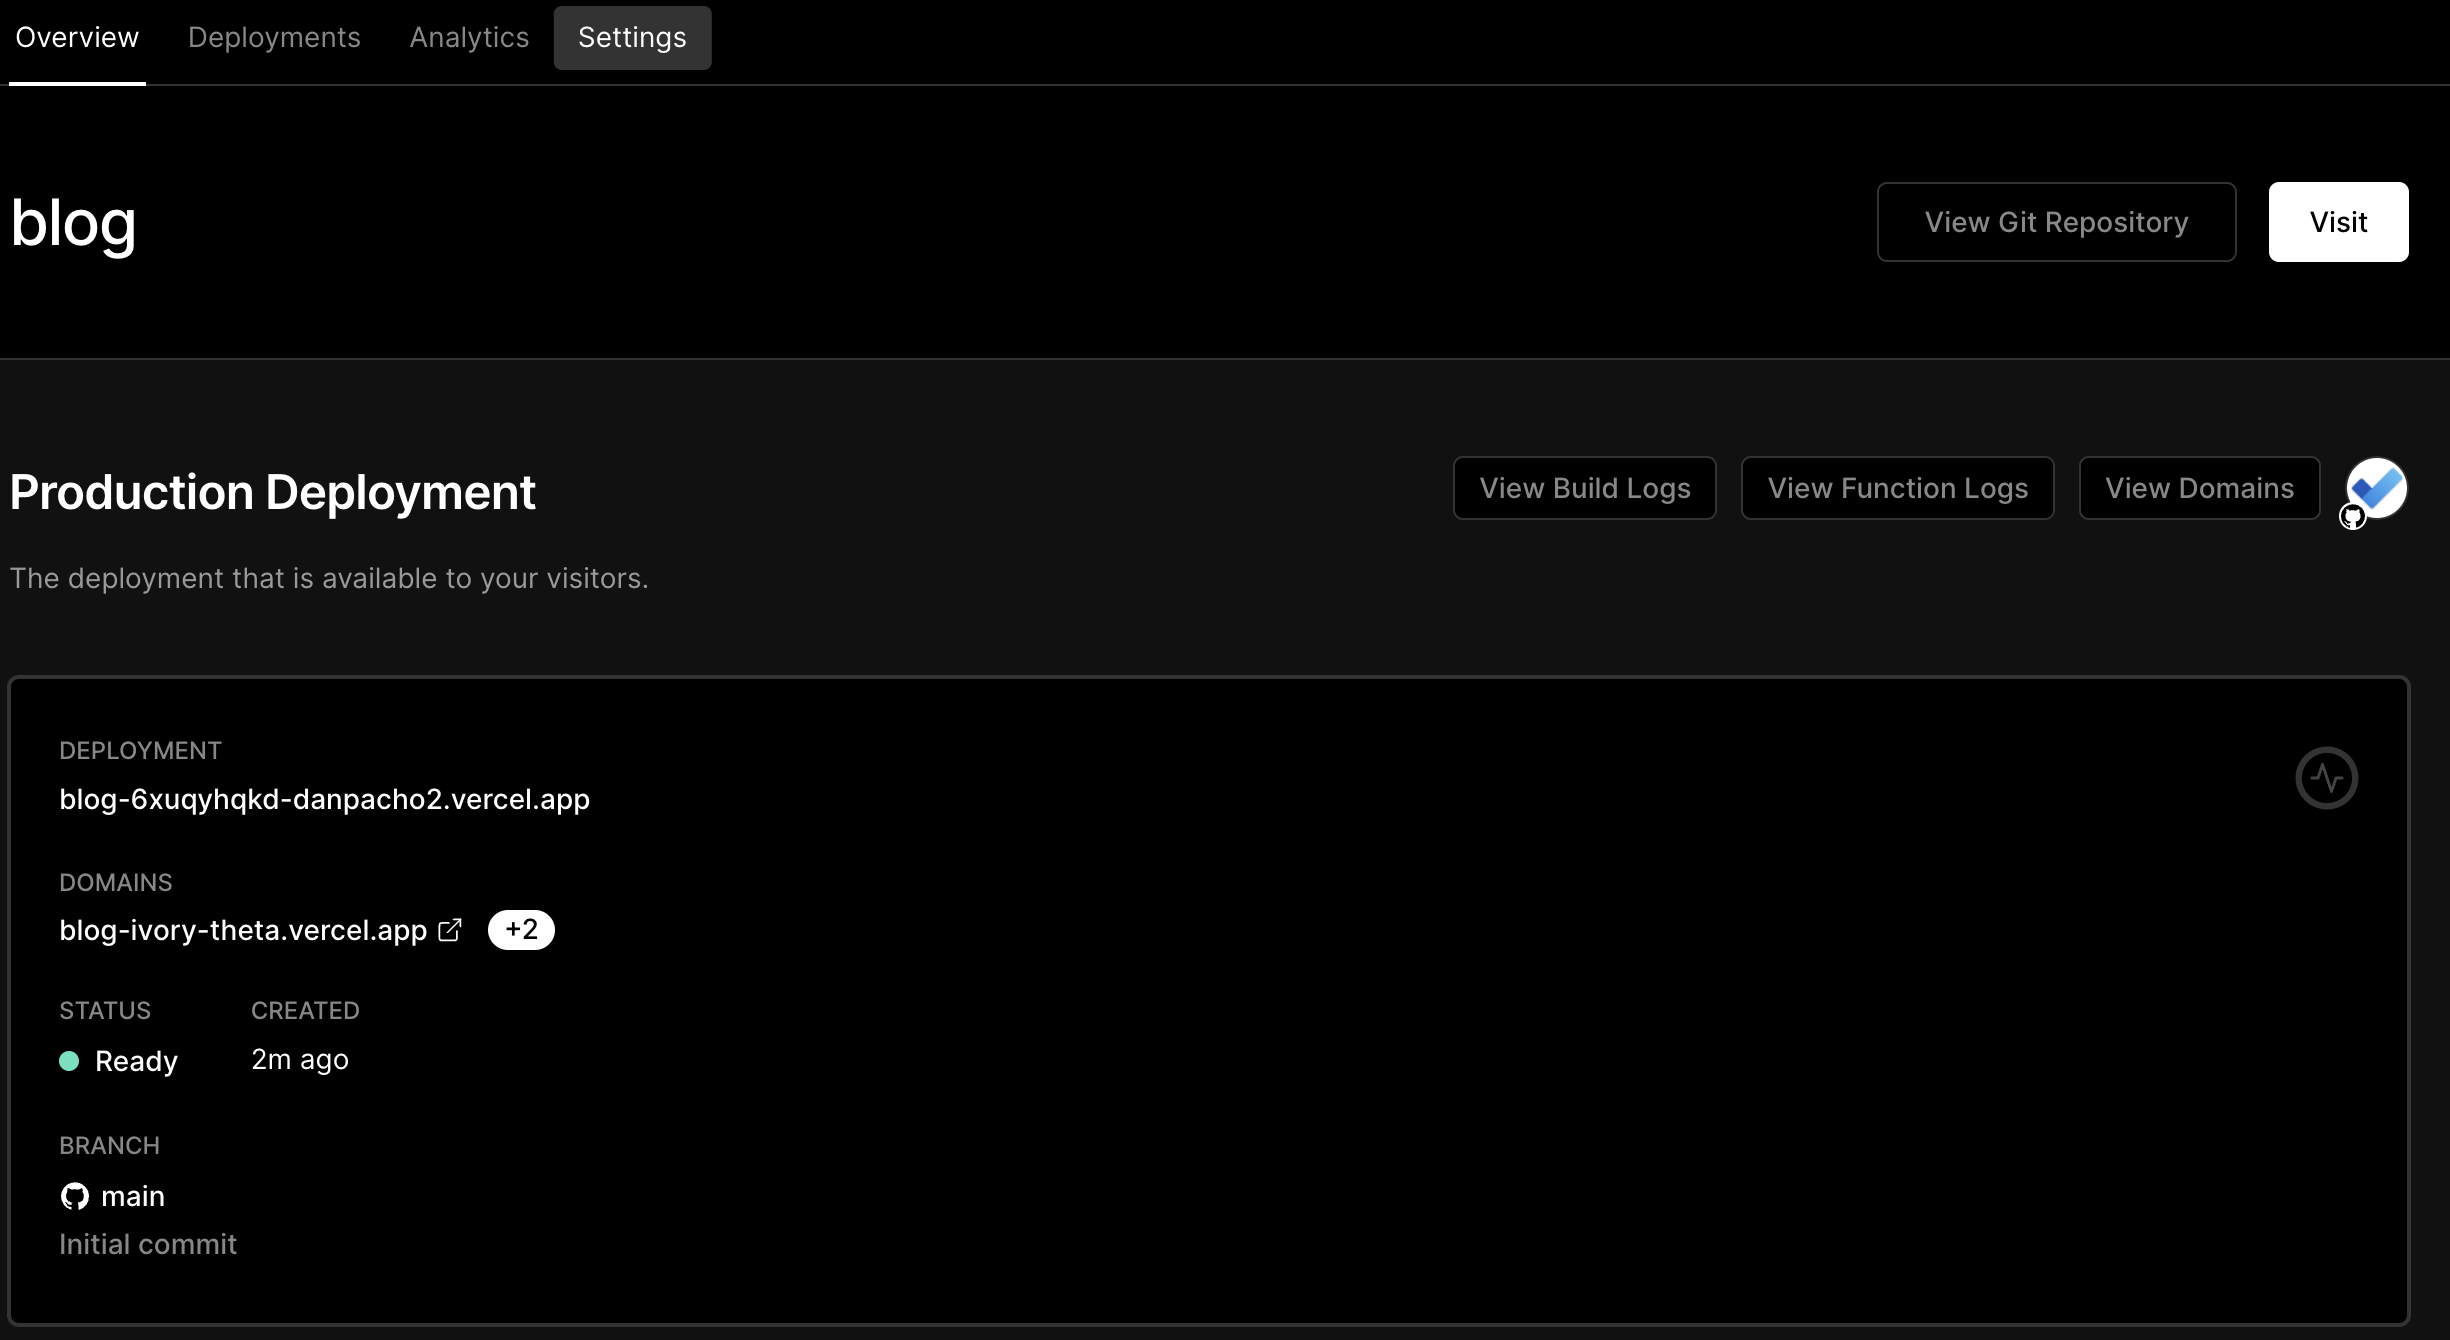 Overview Deployments Analytics Settings
blog
View Git Repository Visit
Production Deployment
View Build Logs View Function Logs View Domains
The deployment that is available to your visitors.
DEPLOYMENT
blog-6xuqyhqkd-danpacho2.vercel.app
DOMAINS
blog-ivory-theta.vercel.app +2
STATUS CREATED
Ready 2m ago
BRANCH
main
Initial commit